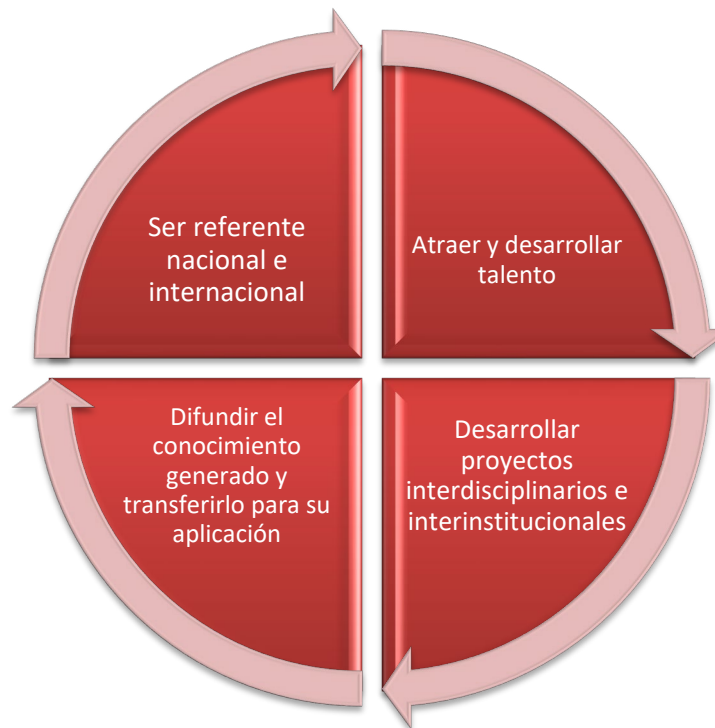 Ser referente
nacional e
internacional
Atraer y desarrollar
talento
Difundir el
conocimiento
generado y
transferirlo para su
aplicación
Desarrollar
proyectos
interdisciplinarios e
interinstitucionales